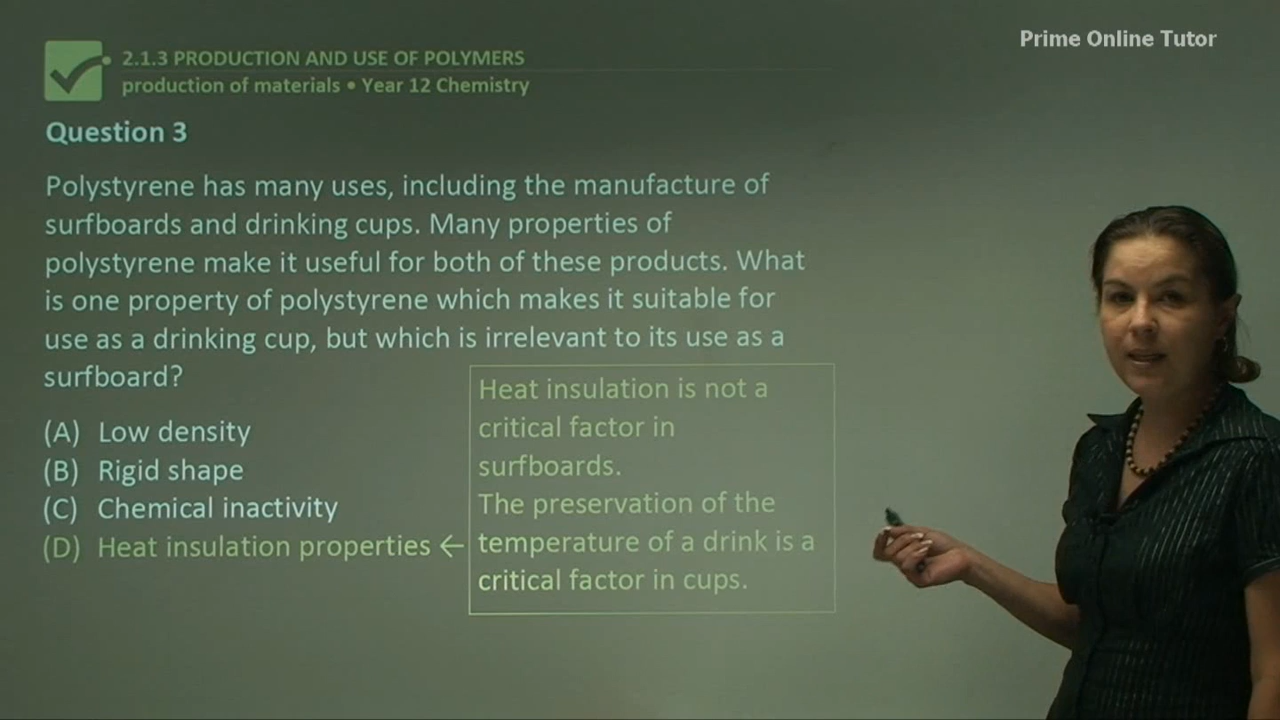 Prime Online Tutor
2.1.3 PRODUCTION AND USE OF POLYMERS
production of materials • Year 12 Chemistry
Question 3
Polystyrene has many uses, including the manufacture of
surfboards and drinking cups. Many properties of
polystyrene make it useful for both of these products. What
is one property of polystyrene which makes it suitable for
use as a drinking cup, but which is irrelevant to its use as a
surfboard?
(A) Low density
(B) Rigid shape
(C) Chemical inactivity
(D) Heat insulation properties ←
Heat insulation is not a
critical factor in
surfboards.
The preservation of the
temperature of a drink is a
critical factor in cups.